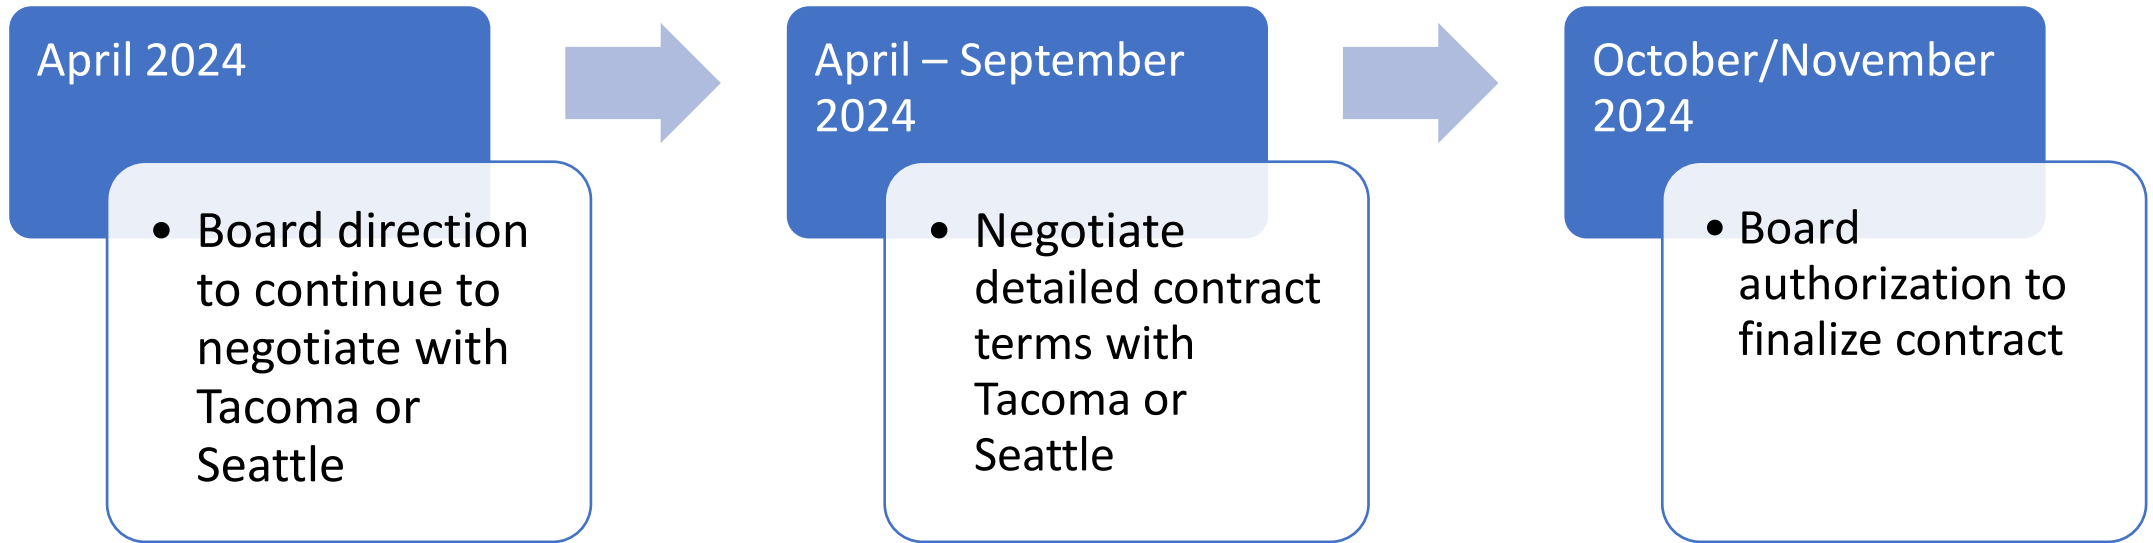 April 2024
• Board direction
to continue to
negotiate with
Tacoma or
Seattle
April – September
2024
• Negotiate
detailed contract
terms with
Tacoma or
Seattle
October/November
2024
• Board
authorization to
finalize contract